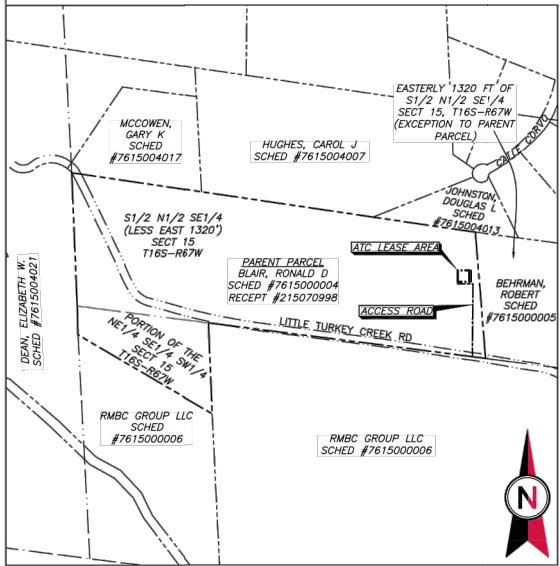 EASTERLY 1320 FT OF
S1/2 N1/2 SE1/4
SECT 15, T16S-R67W
(EXCEPTION TO PARENT
PARCEL)
CALLE CORVO
MCCOWEN,
GARY K
SCHED
#7615004017
HUGHES, CAROL J
SCHED #7615004007
JOHNSTON,
DOUGLAS L
SCHED
#7615004013
S1/2 N1/2 SE1/4
(LESS EAST 1320')
SECT 15
T16S-R67W
ATC LEASE AREA
PARENT PARCEL
BLAIR, RONALD D
SCHED #7615000004
RECEPT #215070998
BEHRMAN,
ROBERT
SCHED
#7615000005
DEAN, ELIZABETH W.
SCHED #7615004021
ACCESS ROAD
LITTLE TURKEY CREEK RD
PORTION OF THE
NE1/4 SE1/4 SW1/4
SECT 15
T16S-R67W
RMBC GROUP LLC
SCHED
#7615000006
RMBC GROUP LLC
SCHED #7615000006
N